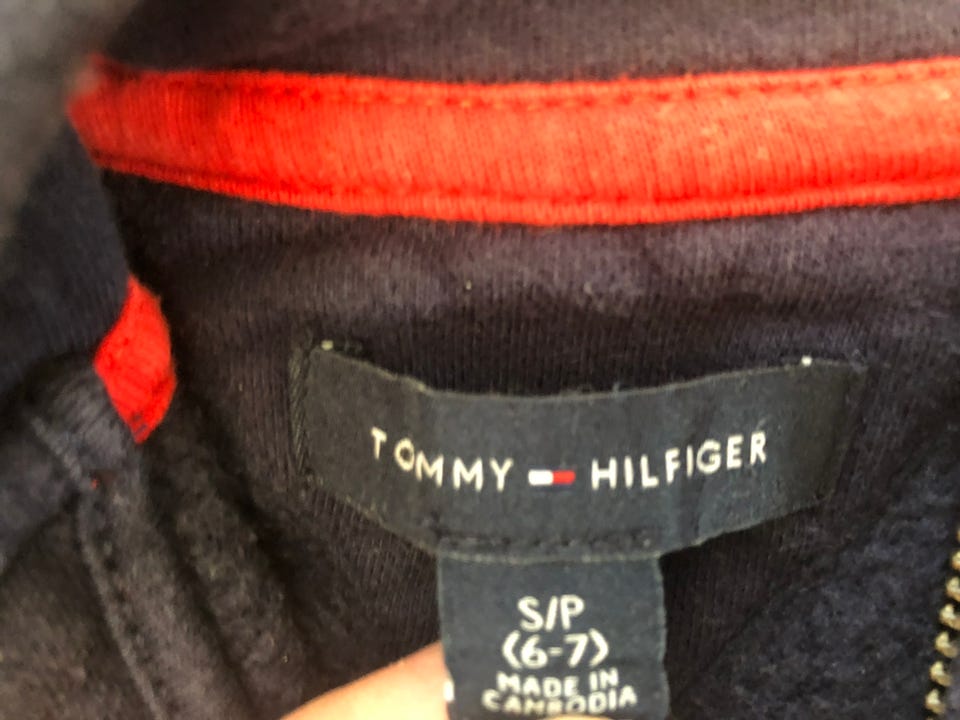 TOMMY HILFIGER
S/P
(6-7)
MADE IN
CAMBODIA